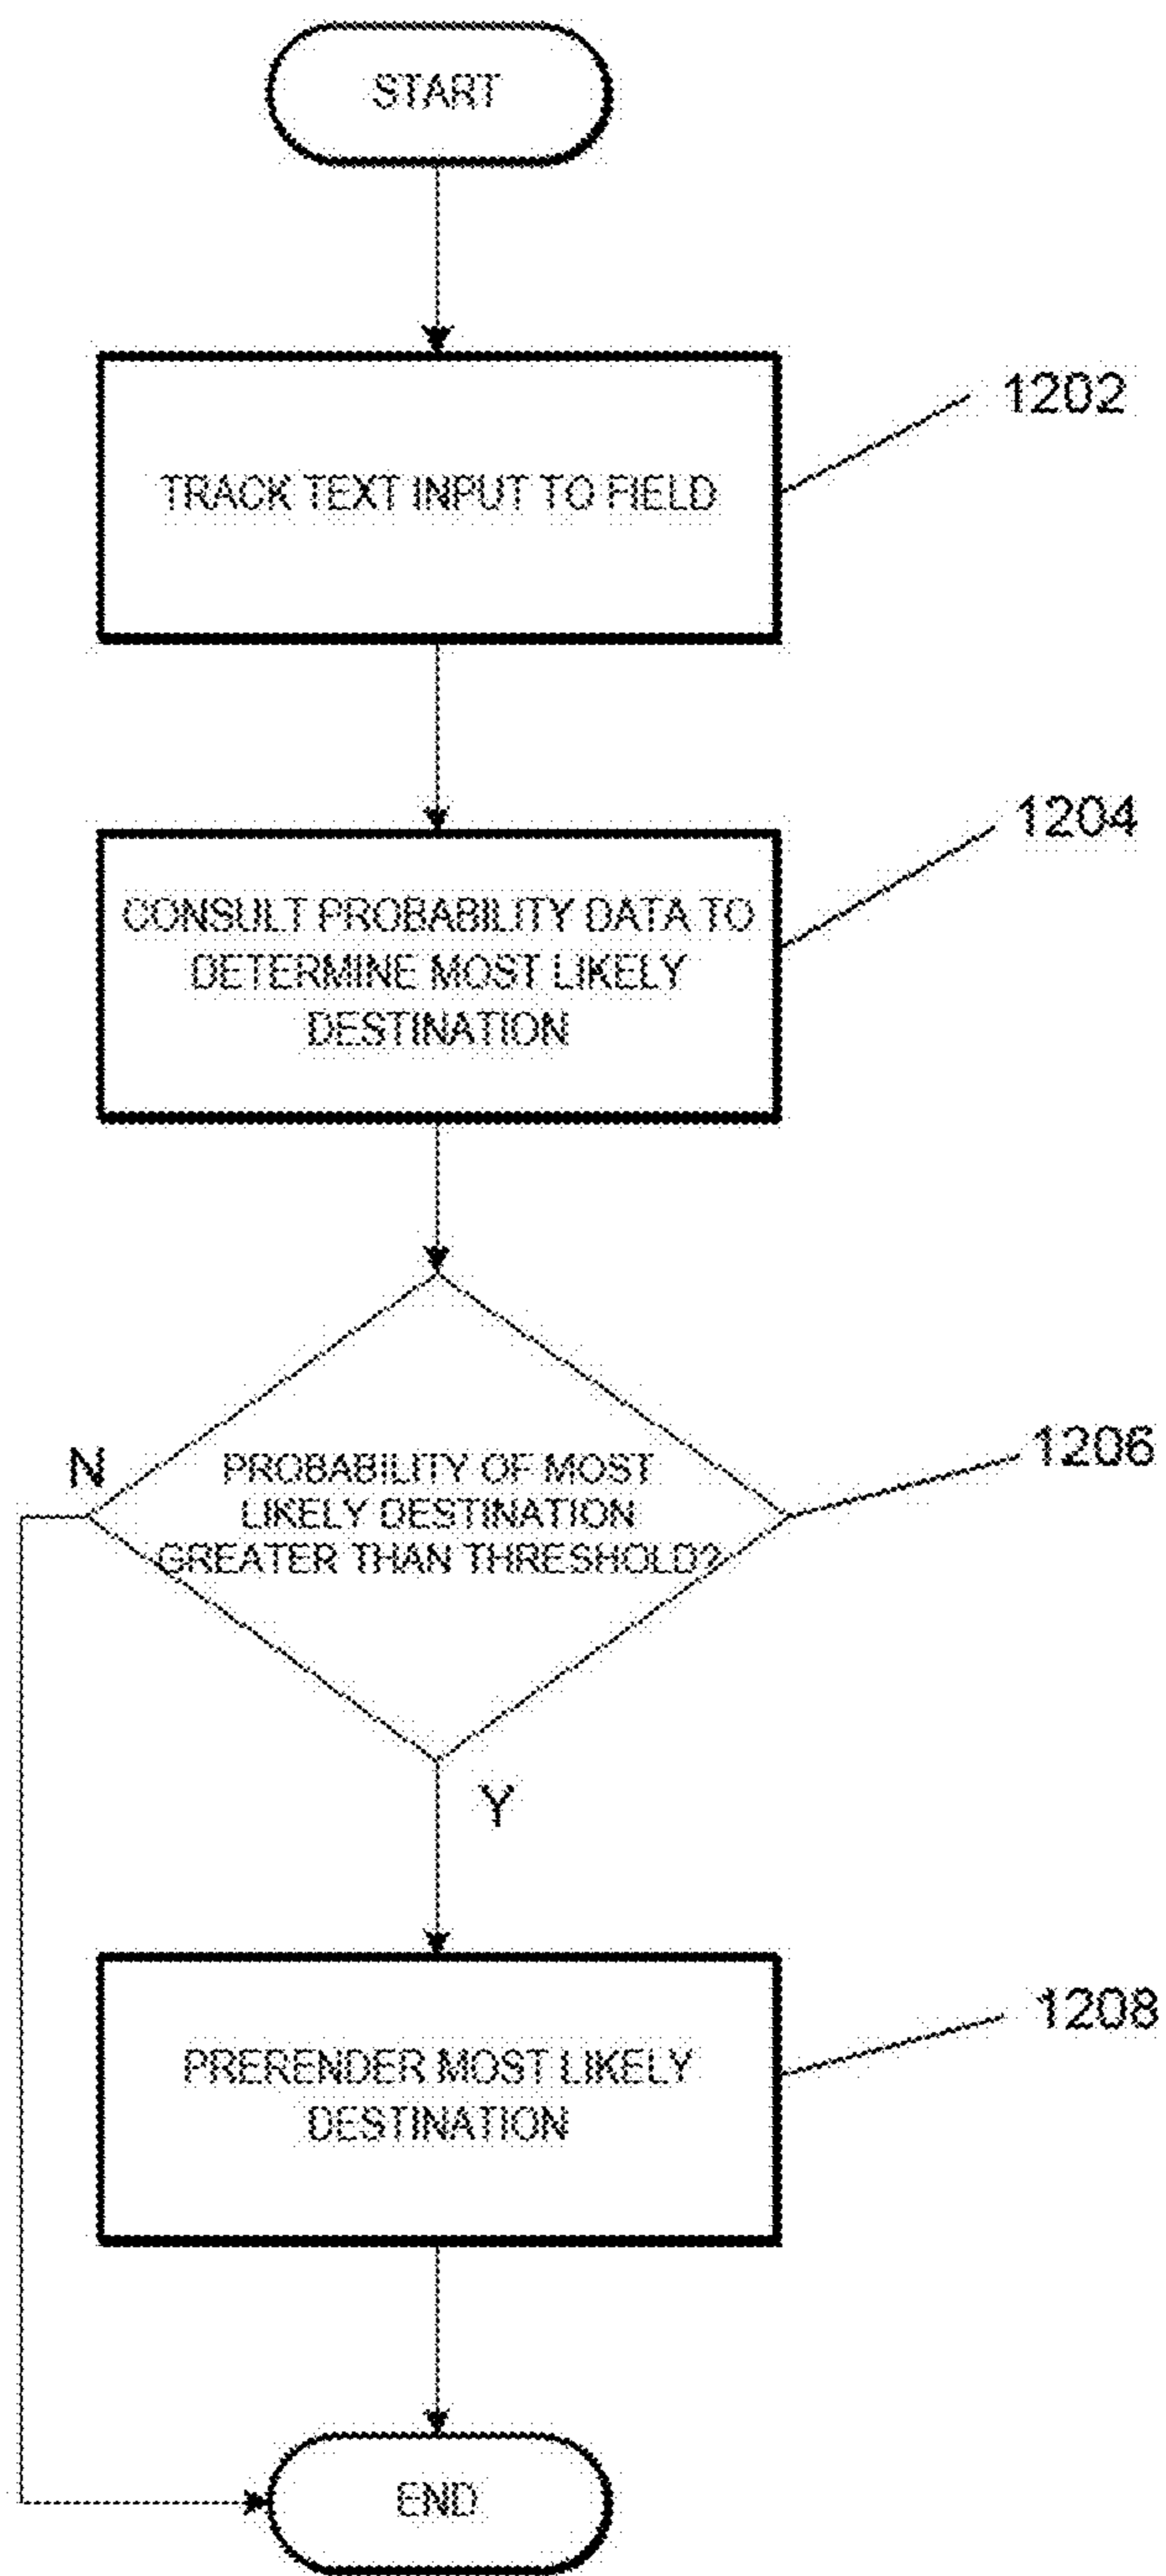 START
TRACK TEXT INPUT TO FIELD
1202
CONSULT PROBABILITY DATA TO
DETERMINE MOST LIKELY
DESTINATION
1204
PROBABILITY OF MOST
LIKELY DESTINATION
GREATER THAN THRESHOLD?
1206
N
Y
PRERENDER MOST LIKELY
DESTINATION
1208
END